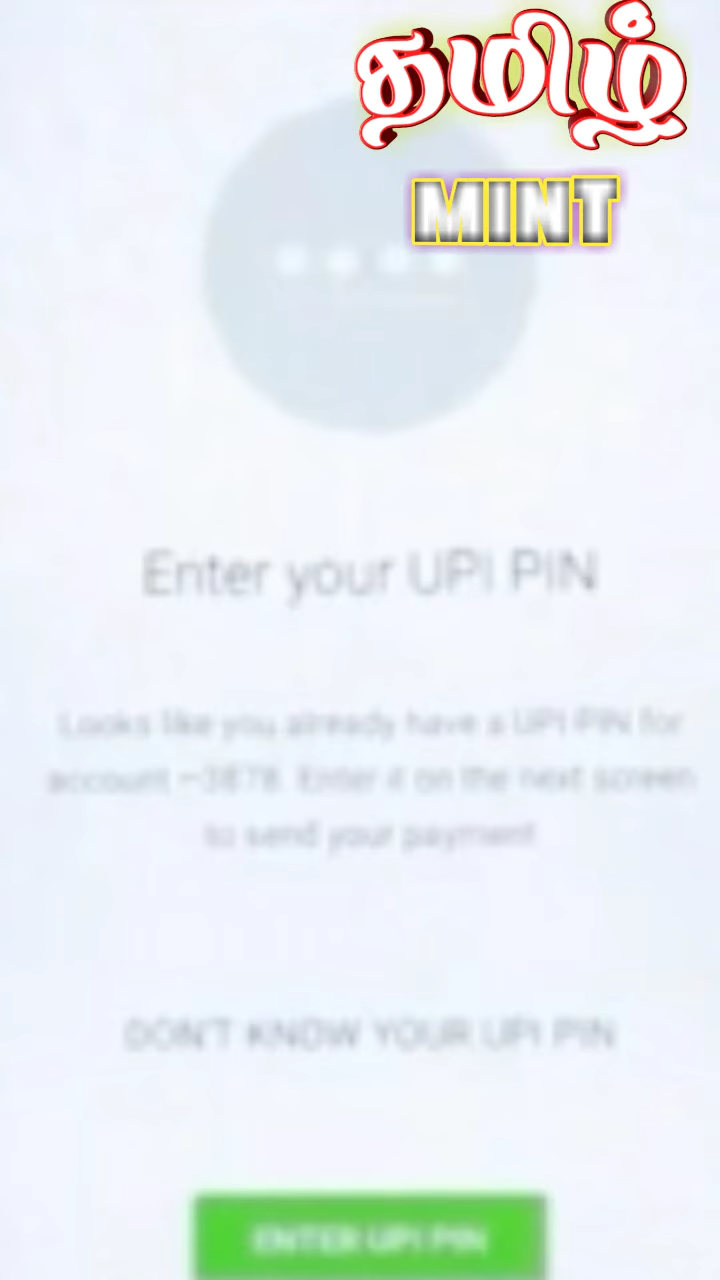 தமிழ்
MINT
Enter your UPI PIN
Looks like you already have a UPI PIN for
account ~3878. Enter it on the next screen
to send your payment
DON'T KNOW YOUR UPI PIN
ENTER UPI PIN